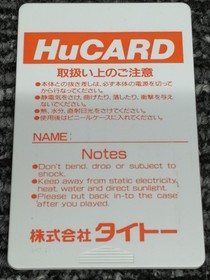 HuCARD
取扱い上のご注意
●本体との抜き差しは、必ず本体の電源を切って
から行なってください。
●静電気をさけ、曲げたり、落したり、衝撃を与え
ないでください。
●熱、水分、直射日光をさけてください。
●使用後はビニールケースに入れてください。
NAME:
Notes
●Don't bend, drop or subject to
shock.
●Keep away from static electricity,
heat, water and direct sunlight.
●Please put back in-to the case
after you played.
株式会社タイトー